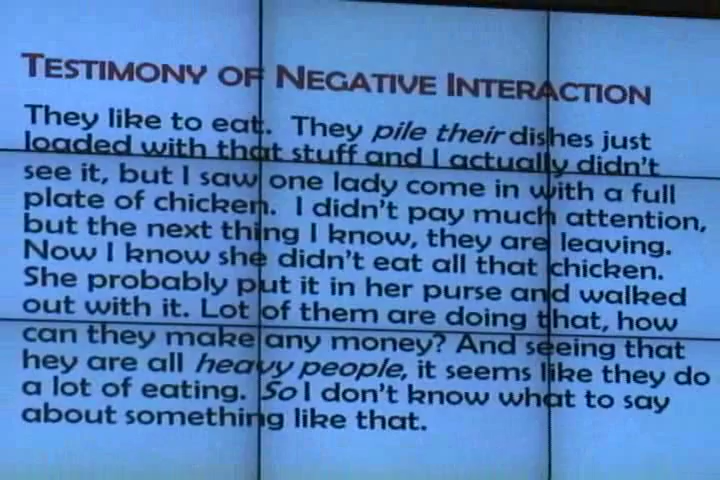 TESTIMONY OF NEGATIVE INTERACTION
They like to eat. They pile their dishes just
loaded with that stuff and I actually didn't
see it, but I saw one lady come in with a full
plate of chicken. I didn't pay much attention,
but the next thing I know, they are leaving.
Now I know she didn't eat all that chicken.
She probably put it in her purse and walked
out with it. Lot of them are doing that, how
can they make any money? And seeing that
hey are all heavy people, it seems like they do
a lot of eating. So I don't know what to say
about something like that.